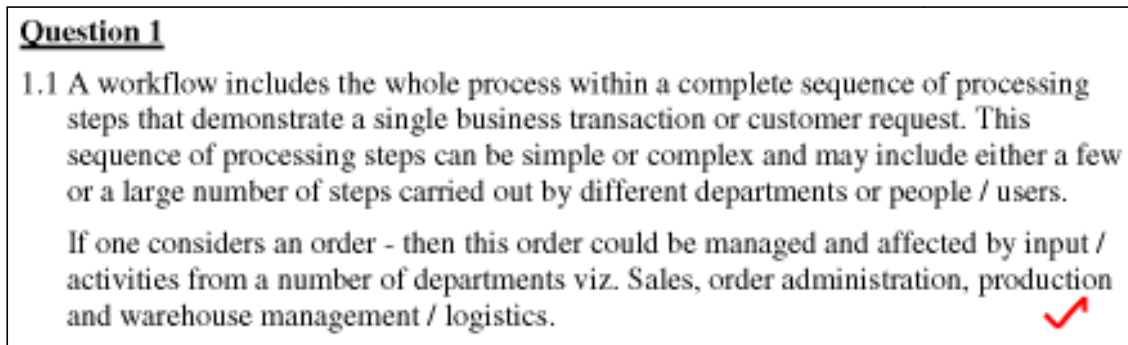 Question 1
1.1 A workflow includes the whole process within a complete sequence of processing
steps that demonstrate a single business transaction or customer request. This
sequence of processing steps can be simple or complex and may include either a few
or a large number of steps carried out by different departments or people / users.
If one considers an order - then this order could be managed and affected by input /
activities from a number of departments viz. Sales, order administration, production
and warehouse management / logistics.